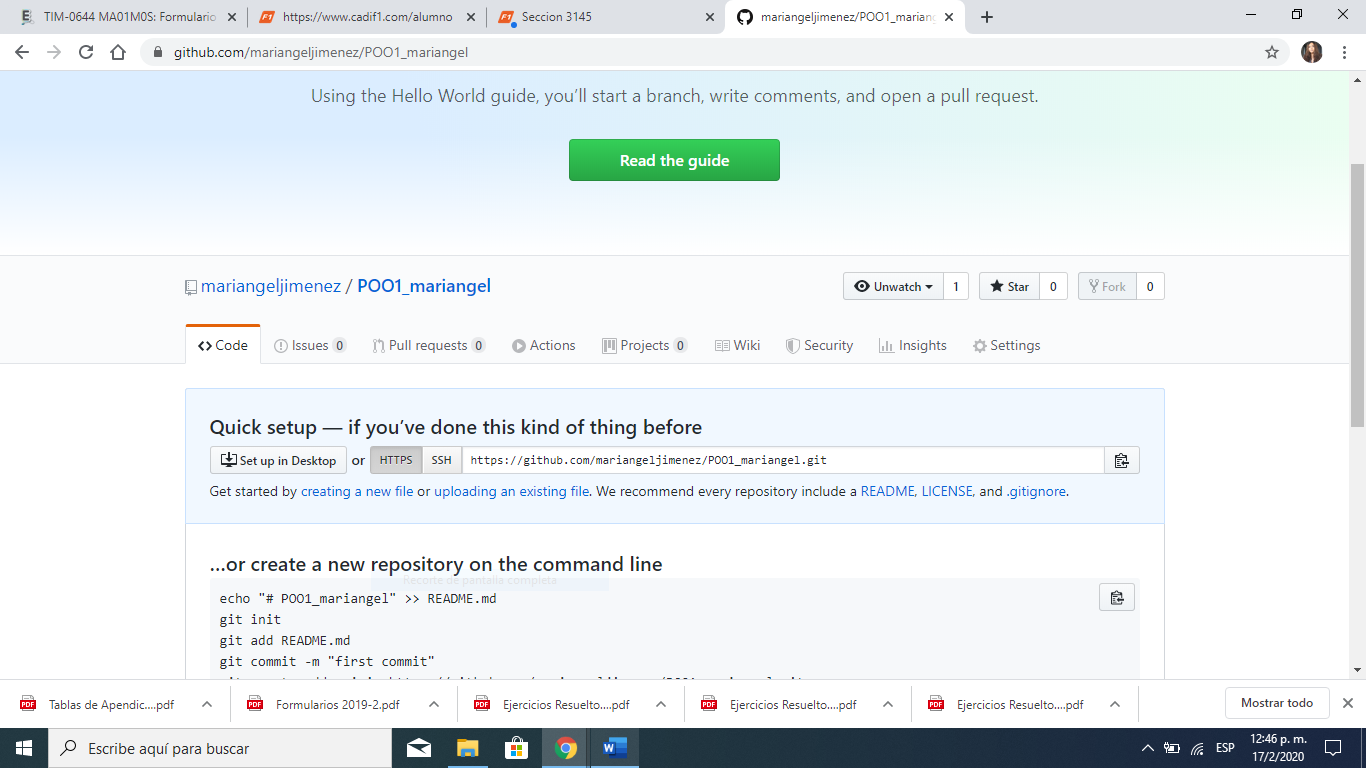 TIM-0644 MA01M0S: Formulario
https://www.cadif1.com/alumno
Seccion 3145
mariangeljimenez/POO1_mariang
github.com/mariangeljimenez/POO1_mariangel
Using the Hello World guide, you’ll start a branch, write comments, and open a pull request.
Read the guide
mariangeljimenez / POO1_mariangel
Unwatch 1 Star 0 Fork 0
Code Issues 0 Pull requests 0 Actions Projects 0 Wiki Security Insights Settings
Quick setup — if you’ve done this kind of thing before
Set up in Desktop or HTTPS SSH https://github.com/mariangeljimenez/POO1_mariangel.git
Get started by creating a new file or uploading an existing file. We recommend every repository include a README, LICENSE, and .gitignore.
…or create a new repository on the command line
Recorte de pantalla completa
echo "# POO1_mariangel" >> README.md
git init
git add README.md
git commit -m "first commit"
Tablas de Apendic....pdf
Formularios 2019-2.pdf
Ejercicios Resuelto....pdf
Ejercicios Resuelto....pdf
Ejercicios Resuelto....pdf
Mostrar todo
Escribe aquí para buscar
ESP
12:46 p. m.
17/2/2020